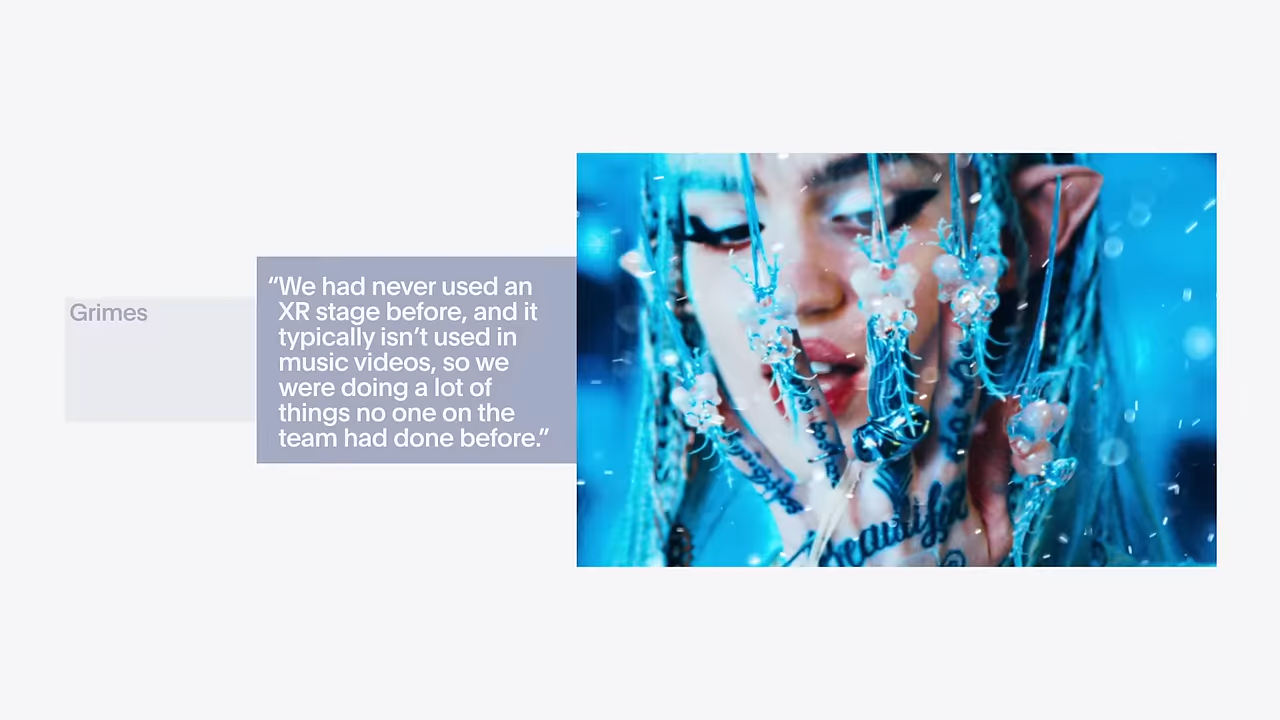 Grimes
“We had never used an
XR stage before, and it
typically isn’t used in
music videos, so we
were doing a lot of
things no one on the
team had done before.”
Beautiful